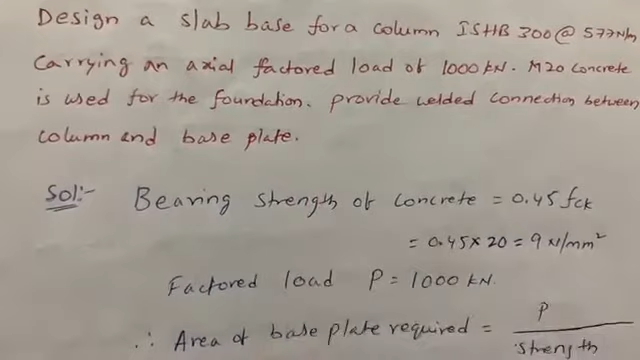 Design a slab base for a column ISHB 300 @ 577 N/m
Carrying an axial factored load of 1000 kN. M20 concrete
is used for the foundation. provide welded connection between
column and base plate.
Sol:- Bearing strength of concrete = 0.45 fck
= 0.45 x 20 = 9 N/mm²
Factored load P = 1000 kN.
∴ Area of base plate required = P
strength